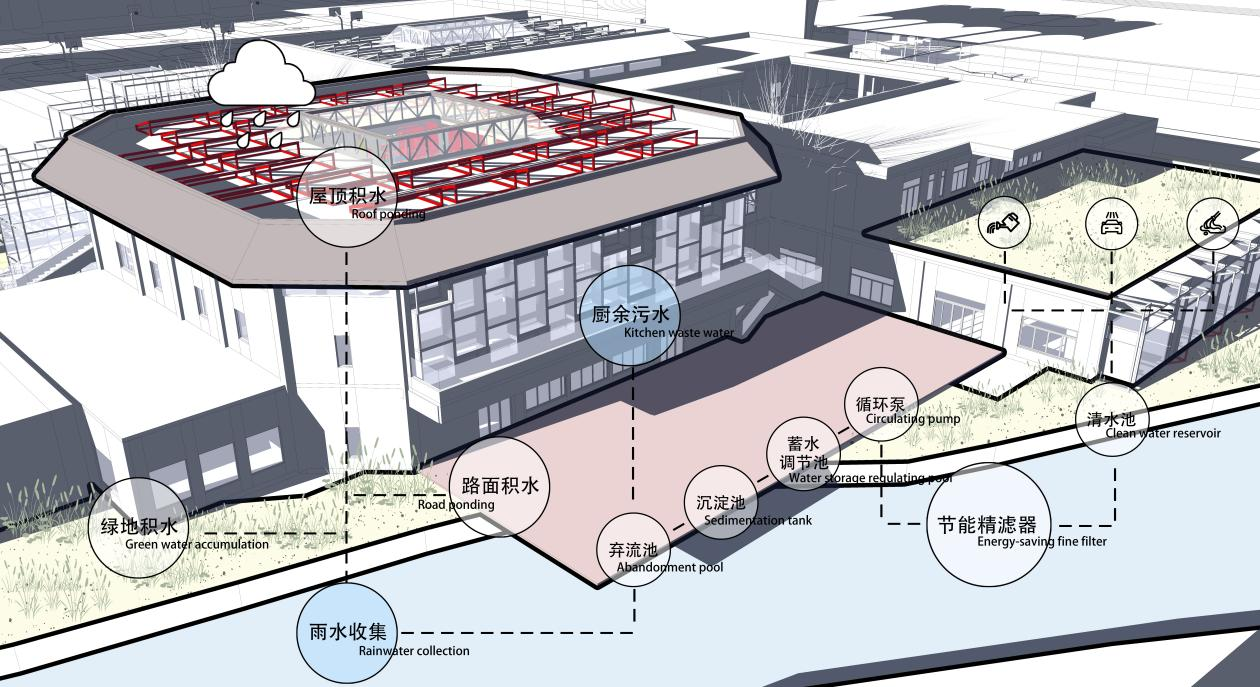 屋顶积水
Roof ponding
厨余污水
Kitchen waste water
循环泵
Circulating pump
清水池
Clean water reservoir
蓄水
调节池
Water storage regulating pool
路面积水
Road ponding
沉淀池
Sedimentation tank
绿地积水
Green water accumulation
节能精滤器
Energy-saving fine filter
弃流池
Abandonment pool
雨水收集
Rainwater collection